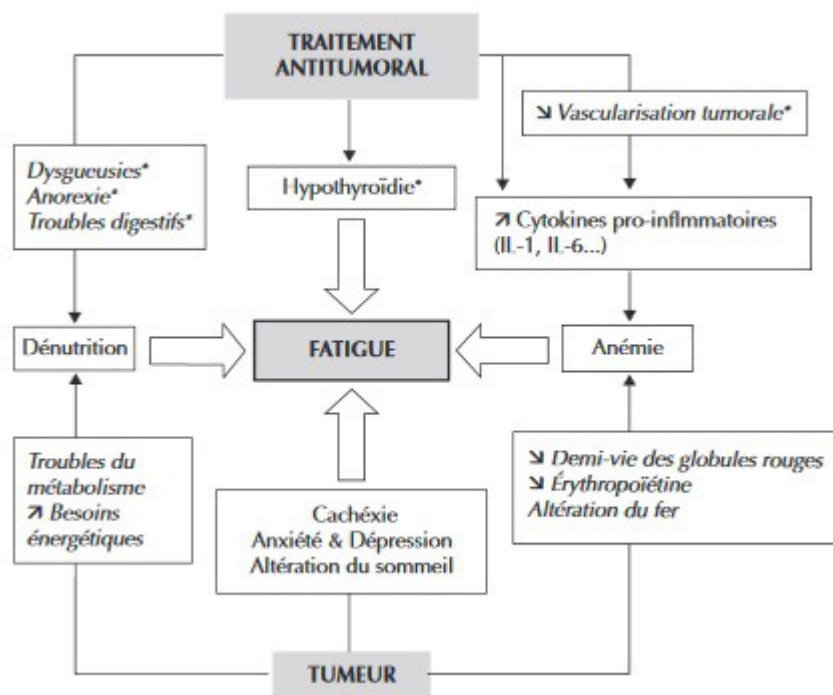 TRAITEMENT
ANTITUMORAL
↘ Vascularisation tumorale*
Dysgueusies*
Anorexie*
Troubles digestifs*
Hypothyroïdie*
↗ Cytokines pro-inflmmatoires
(IL-1, IL-6...)
Dénutrition
FATIGUE
Anémie
Troubles du
métabolisme
↗ Besoins
énergétiques
Cachéxie
Anxiété & Dépression
Altération du sommeil
↘ Demi-vie des globules rouges
↘ Érythropoïétine
Altération du fer
TUMEUR